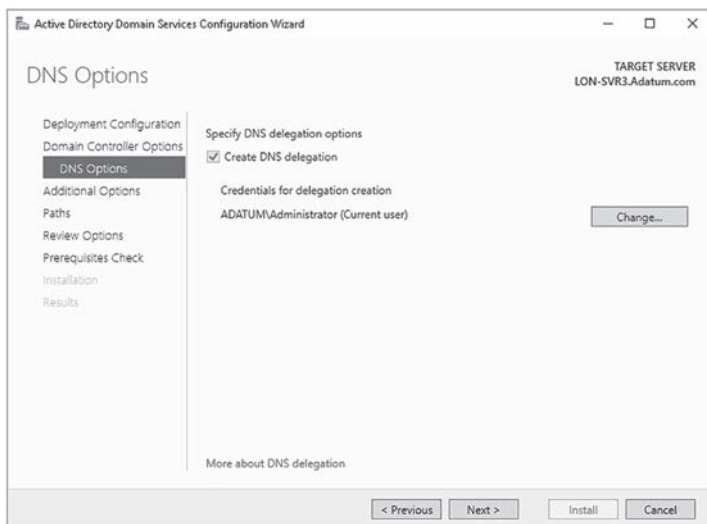 Active Directory Domain Services Configuration Wizard
DNS Options
TARGET SERVER
LON-SVR3.Adatum.com
Deployment Configuration
Domain Controller Options
DNS Options
Additional Options
Paths
Review Options
Prerequisites Check
Installation
Results
Specify DNS delegation options
Create DNS delegation
Credentials for delegation creation
ADATUM\Administrator (Current user)
Change...
More about DNS delegation
< Previous
Next >
Install
Cancel